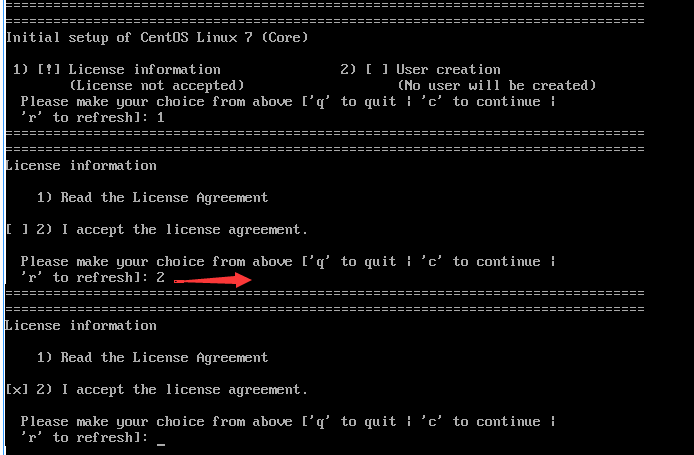 ================================================================================
================================================================================
Initial setup of CentOS Linux 7 (Core)
1) [!] License information 2) [ ] User creation
(License not accepted) (No user will be created)
Please make your choice from above ['q' to quit | 'c' to continue |
'r' to refresh]: 1
================================================================================
================================================================================
License information
1) Read the License Agreement
[ ] 2) I accept the license agreement.
Please make your choice from above ['q' to quit | 'c' to continue |
'r' to refresh]: 2
================================================================================
================================================================================
License information
1) Read the License Agreement
[x] 2) I accept the license agreement.
Please make your choice from above ['q' to quit | 'c' to continue |
'r' to refresh]: _